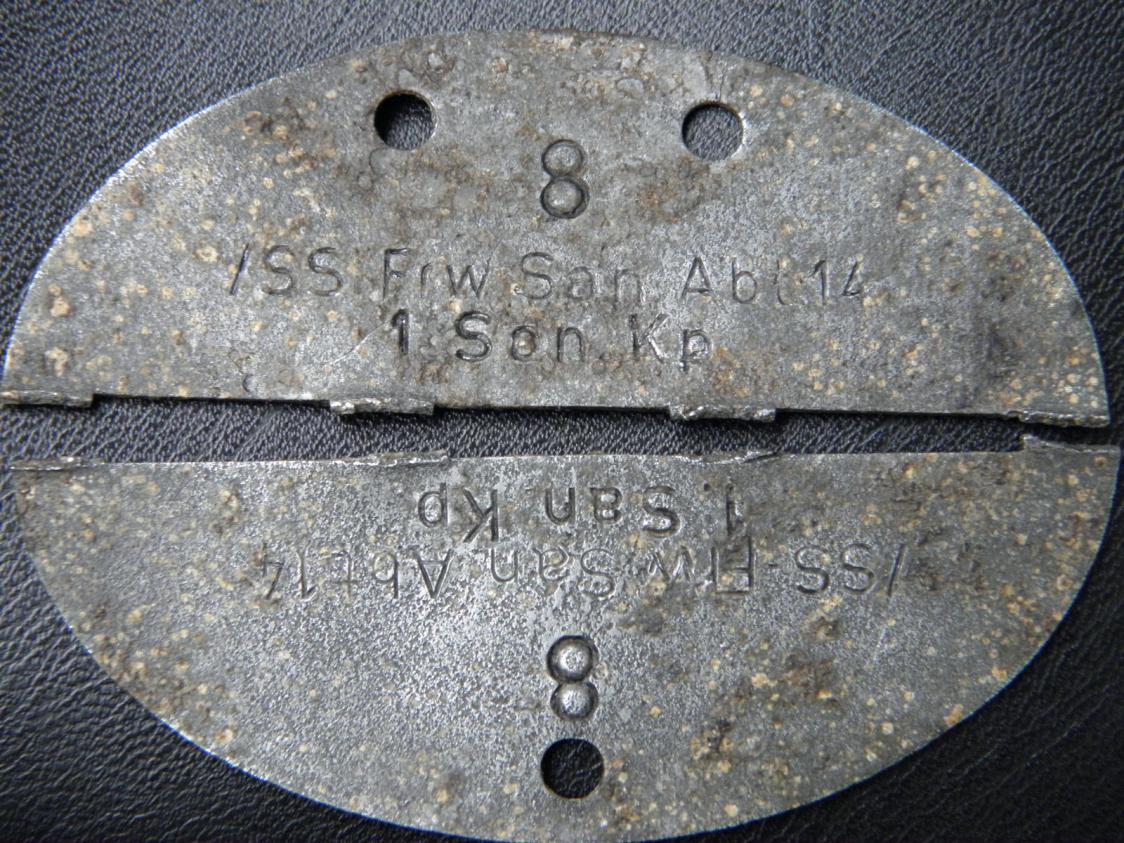 8
/SS Frw San Abt 14
1 San Kp
1 San Kp
/SS Frw San Abt 14
8